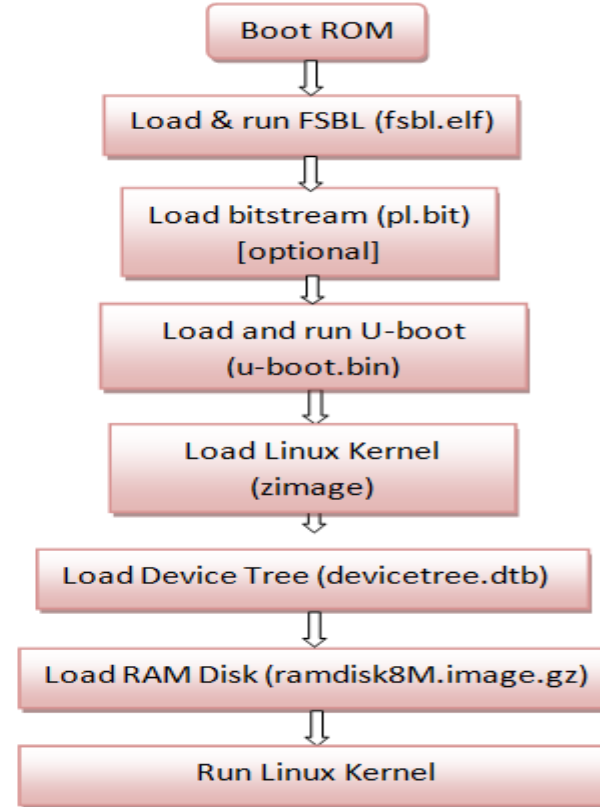 Boot ROM
Load & run FSBL (fsbl.elf)
Load bitstream (pl.bit)
[optional]
Load and run U-boot
(u-boot.bin)
Load Linux Kernel
(zimage)
Load Device Tree (devicetree.dtb)
Load RAM Disk (ramdisk8M.image.gz)
Run Linux Kernel